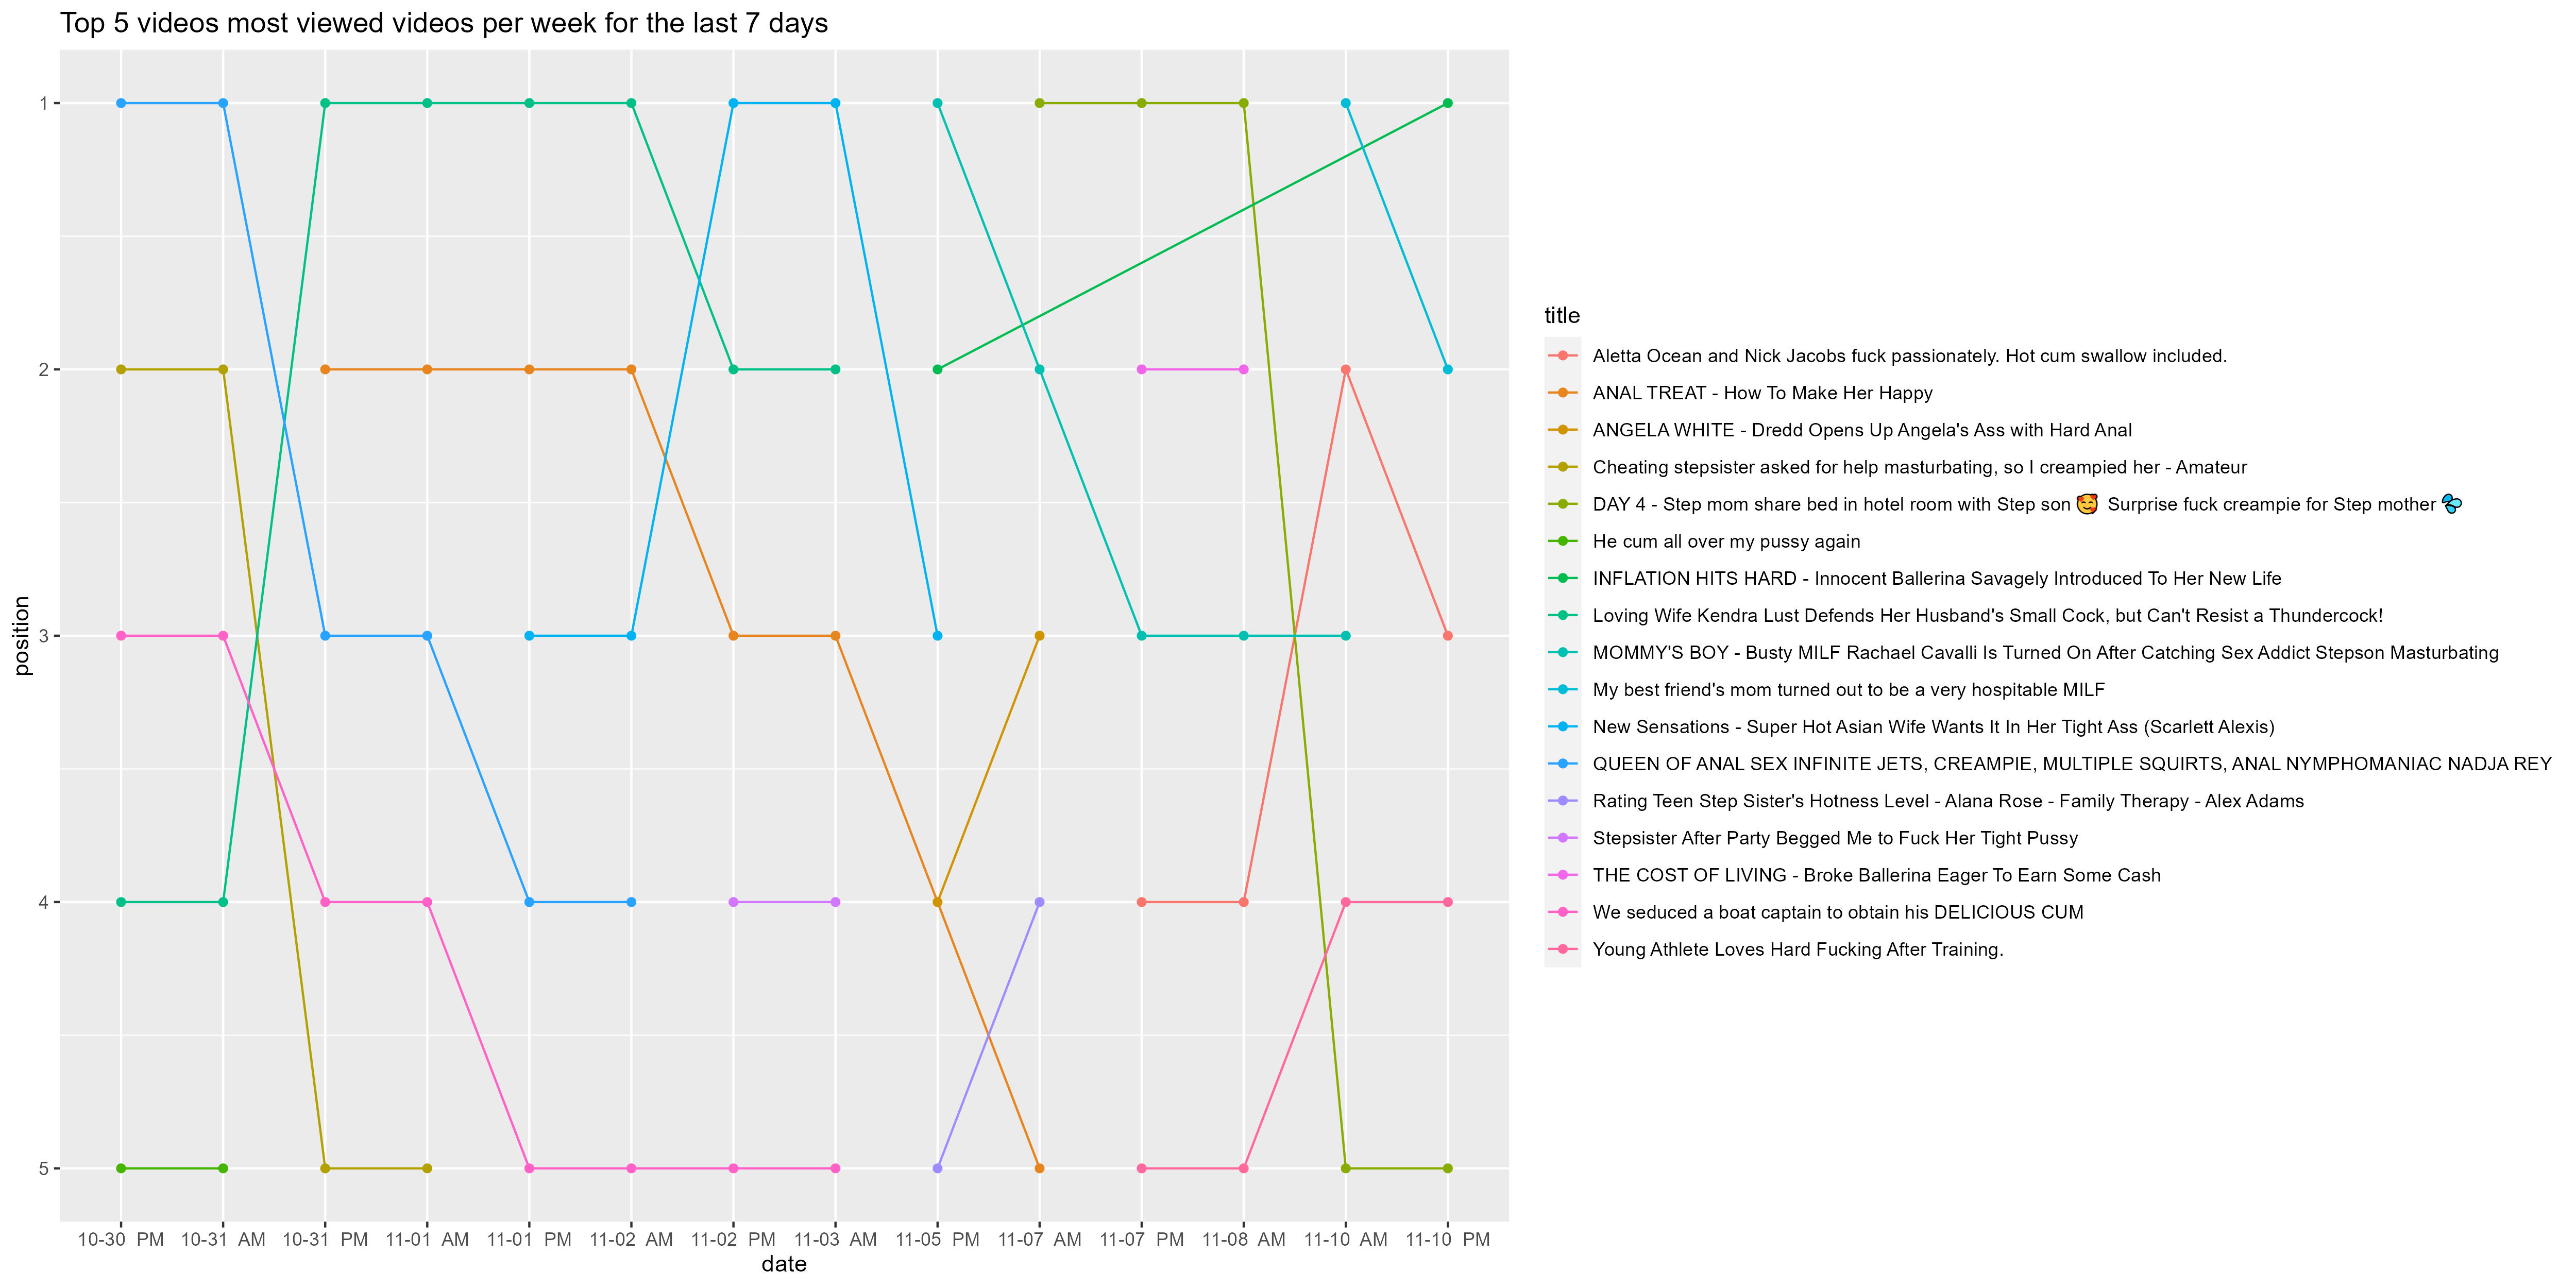 Top 5 videos most viewed videos per week for the last 7 days
position
1
2
3
4
5
10-30 PM 10-31 AM 10-31 PM 11-01 AM 11-01 PM 11-02 AM 11-02 PM 11-03 AM 11-05 PM 11-07 AM 11-07 PM 11-08 AM 11-10 AM 11-10 PM
date
title
Aletta Ocean and Nick Jacobs fuck passionately. Hot cum swallow included.
ANAL TREAT - How To Make Her Happy
ANGELA WHITE - Dredd Opens Up Angela's Ass with Hard Anal
Cheating stepsister asked for help masturbating, so I creampied her - Amateur
DAY 4 - Step mom share bed in hotel room with Step son 🥰 Surprise fuck creampie for Step mother 💦
He cum all over my pussy again
INFLATION HITS HARD - Innocent Ballerina Savagely Introduced To Her New Life
Loving Wife Kendra Lust Defends Her Husband's Small Cock, but Can't Resist a Thundercock!
MOMMY'S BOY - Busty MILF Rachael Cavalli Is Turned On After Catching Sex Addict Stepson Masturbating
My best friend's mom turned out to be a very hospitable MILF
New Sensations - Super Hot Asian Wife Wants It In Her Tight Ass (Scarlett Alexis)
QUEEN OF ANAL SEX INFINITE JETS, CREAMPIE, MULTIPLE SQUIRTS, ANAL NYMPHOMANIAC NADJA REY
Rating Teen Step Sister's Hotness Level - Alana Rose - Family Therapy - Alex Adams
Stepsister After Party Begged Me to Fuck Her Tight Pussy
THE COST OF LIVING - Broke Ballerina Eager To Earn Some Cash
We seduced a boat captain to obtain his DELICIOUS CUM
Young Athlete Loves Hard Fucking After Training.